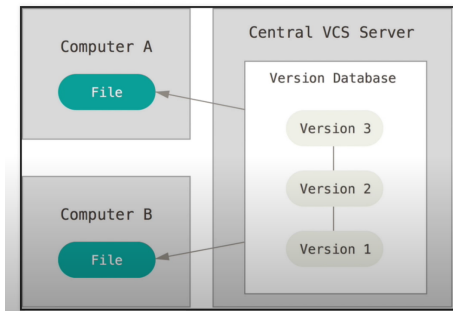 Computer A
File
Central VCS Server
Version Database
Version 3
Version 2
Version 1
Computer B
File